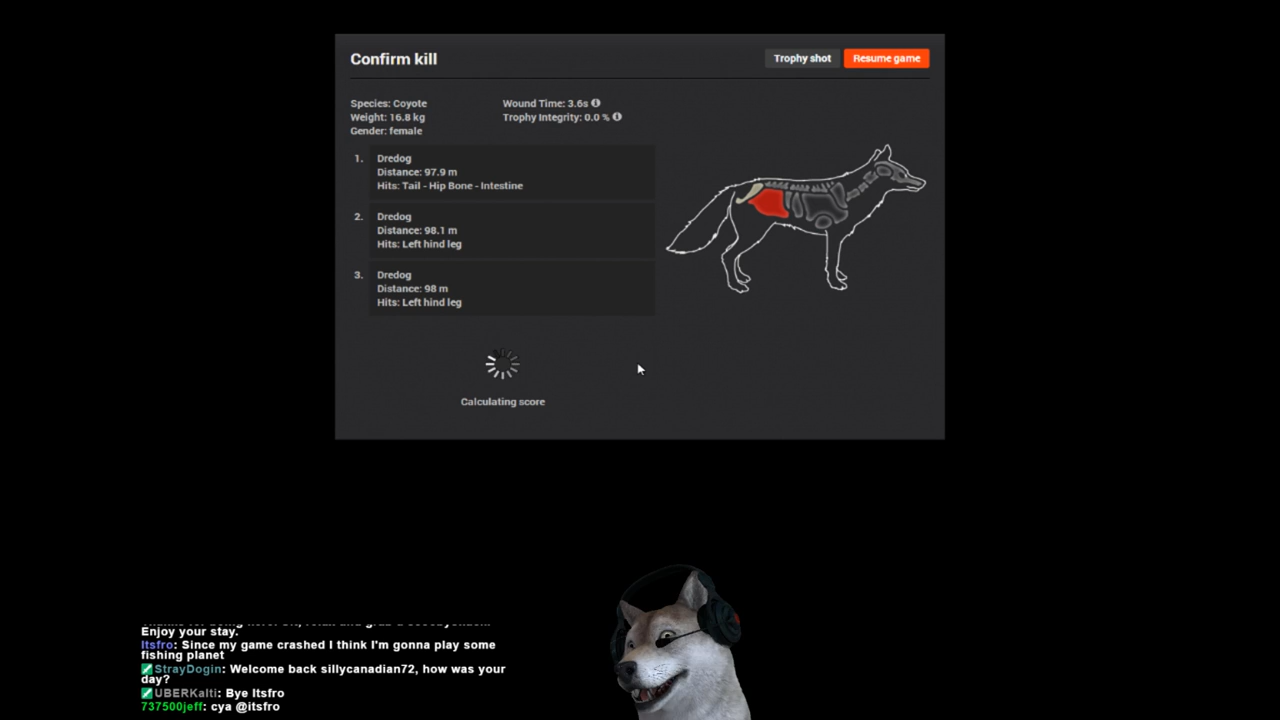 Confirm kill
Trophy shot
Resume game
Species: Coyote
Weight: 16.8 kg
Gender: female
Wound Time: 3.6s
Trophy Integrity: 0.0 %
1.
Dredog
Distance: 97.9 m
Hits: Tail - Hip Bone - Intestine
2.
Dredog
Distance: 98.1 m
Hits: Left hind leg
3.
Dredog
Distance: 98 m
Hits: Left hind leg
Calculating score
Enjoy your stay.
Itsfro: Since my game crashed I think I'm gonna play some
fishing planet
StrayDogin: Welcome back sillycanadian72, how was your
day?
UBERKalti: Bye Itsfro
737500jeff: cya @itsfro